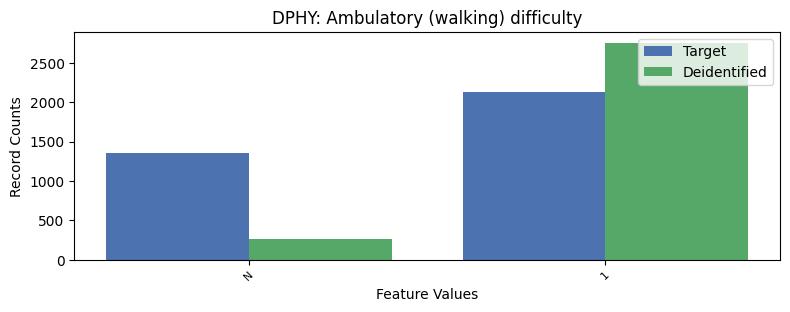 DPHY: Ambulatory (walking) difficulty
Target
Deidentified
Record Counts
2500
2000
1500
1000
500
0
N
1
Feature Values